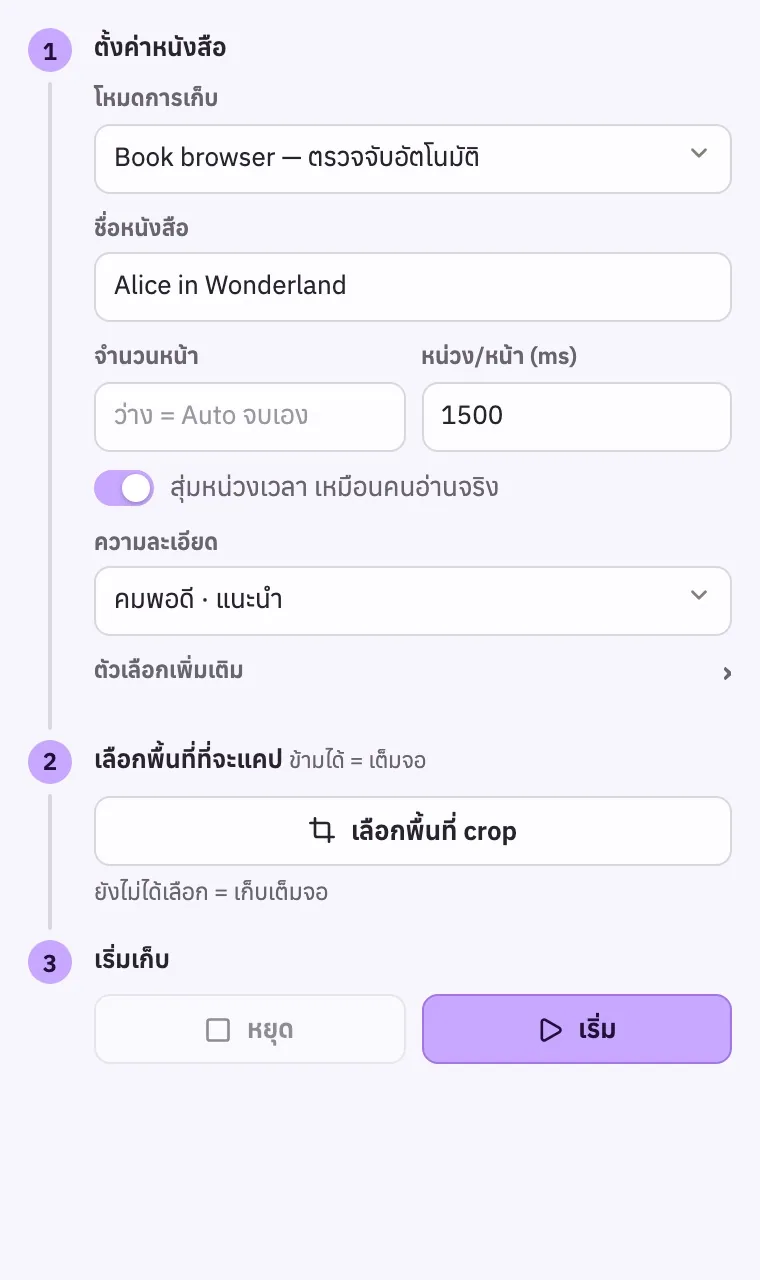 1 ตั้งค่าหนังสือ
โหมดการเก็บ
Book browser — ตรวจจับอัตโนมัติ
ชื่อหนังสือ
Alice in Wonderland
จำนวนหน้า หน่วง/หน้า (ms)
ว่าง = Auto จบเอง 1500
สุ่มหน่วงเวลา เหมือนคนอ่านจริง
ความละเอียด
คมพอดี · แนะนำ
ตัวเลือกเพิ่มเติม ›
2 เลือกพื้นที่ที่จะแคป ข้ามได้ = เต็มจอ
เลือกพื้นที่ crop
ยังไม่ได้เลือก = เก็บเต็มจอ
3 เริ่มเก็บ
หยุด เริ่ม